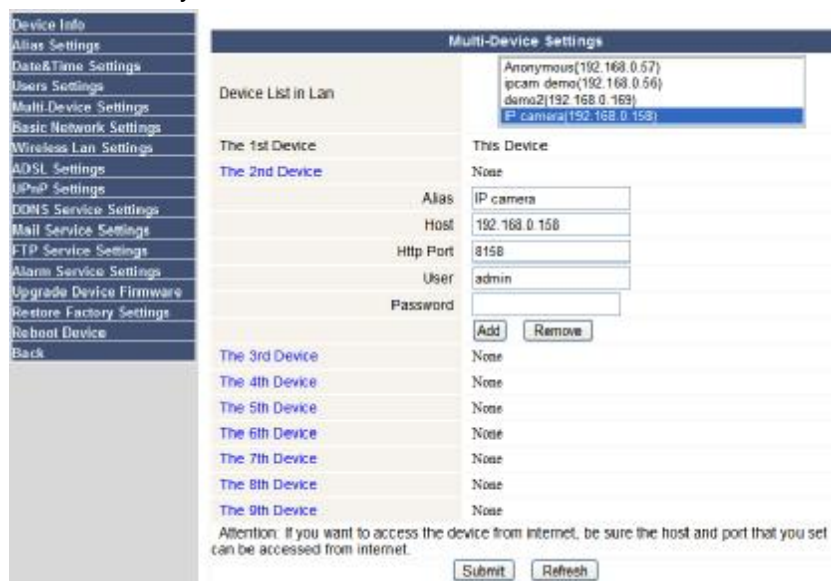 Device Info
Alias Settings
Date&Time Settings
Users Settings
Multi-Device Settings
Basic Network Settings
Wireless Lan Settings
ADSL Settings
UPnP Settings
DDNS Service Settings
Mail Service Settings
FTP Service Settings
Alarm Service Settings
Upgrade Device Firmware
Restore Factory Settings
Reboot Device
Back
Multi-Device Settings
Device List in Lan
Anonymous(192.168.0.57)
ipcam demo(192.168.0.56)
demo2(192.168.0.169)
IP camera(192.168.0.158)
The 1st Device This Device
The 2nd Device None
Alias IP camera
Host 192.168.0.158
Http Port 8158
User admin
Password
Add Remove
The 3rd Device None
The 4th Device None
The 5th Device None
The 6th Device None
The 7th Device None
The 8th Device None
The 9th Device None
Attention: If you want to access the device from internet, be sure the host and port that you set
can be accessed from internet.
Submit Refresh